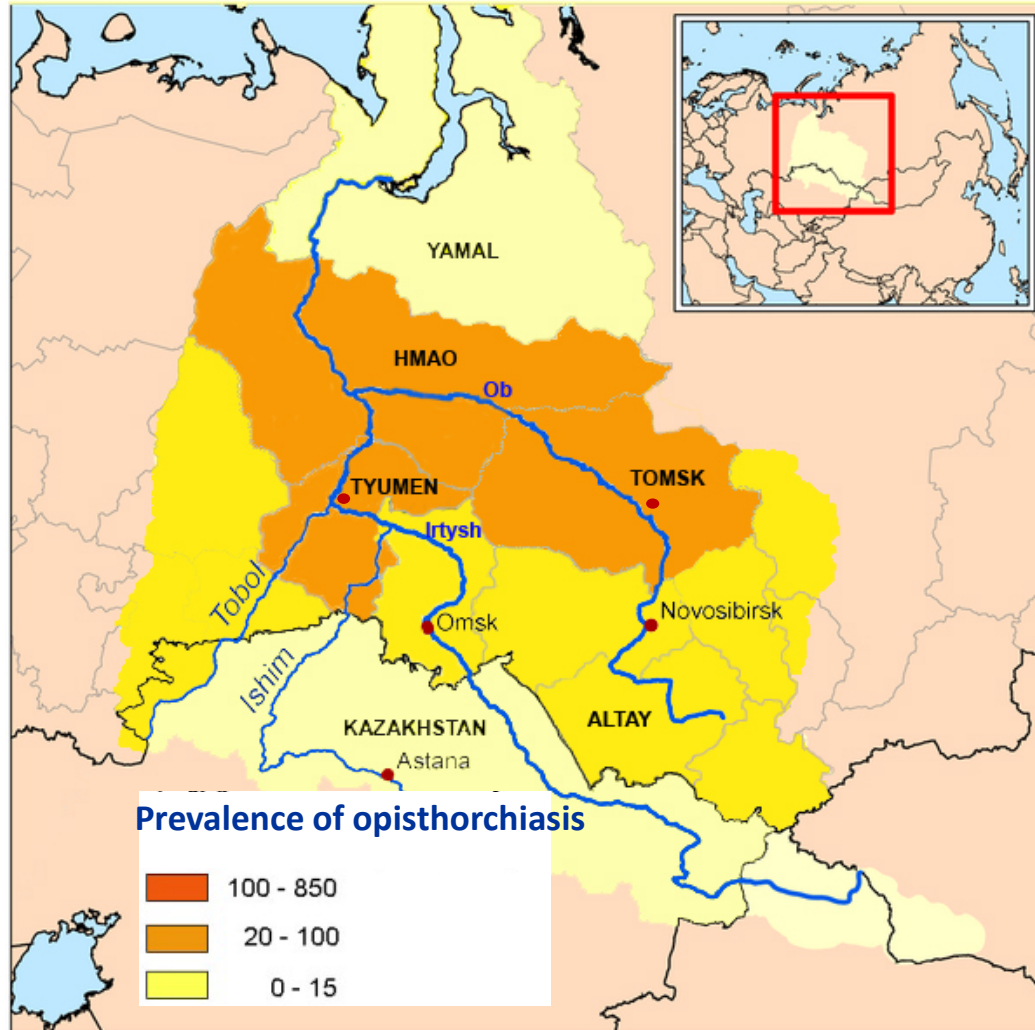 YAMAL
HMAO
Ob
TYUMEN
TOMSK
Irtysh
Tobol
Omsk
Novosibirsk
Ishim
KAZAKHSTAN
ALTAY
Astana
Prevalence of opisthorchiasis
100 - 850
20 - 100
0 - 15